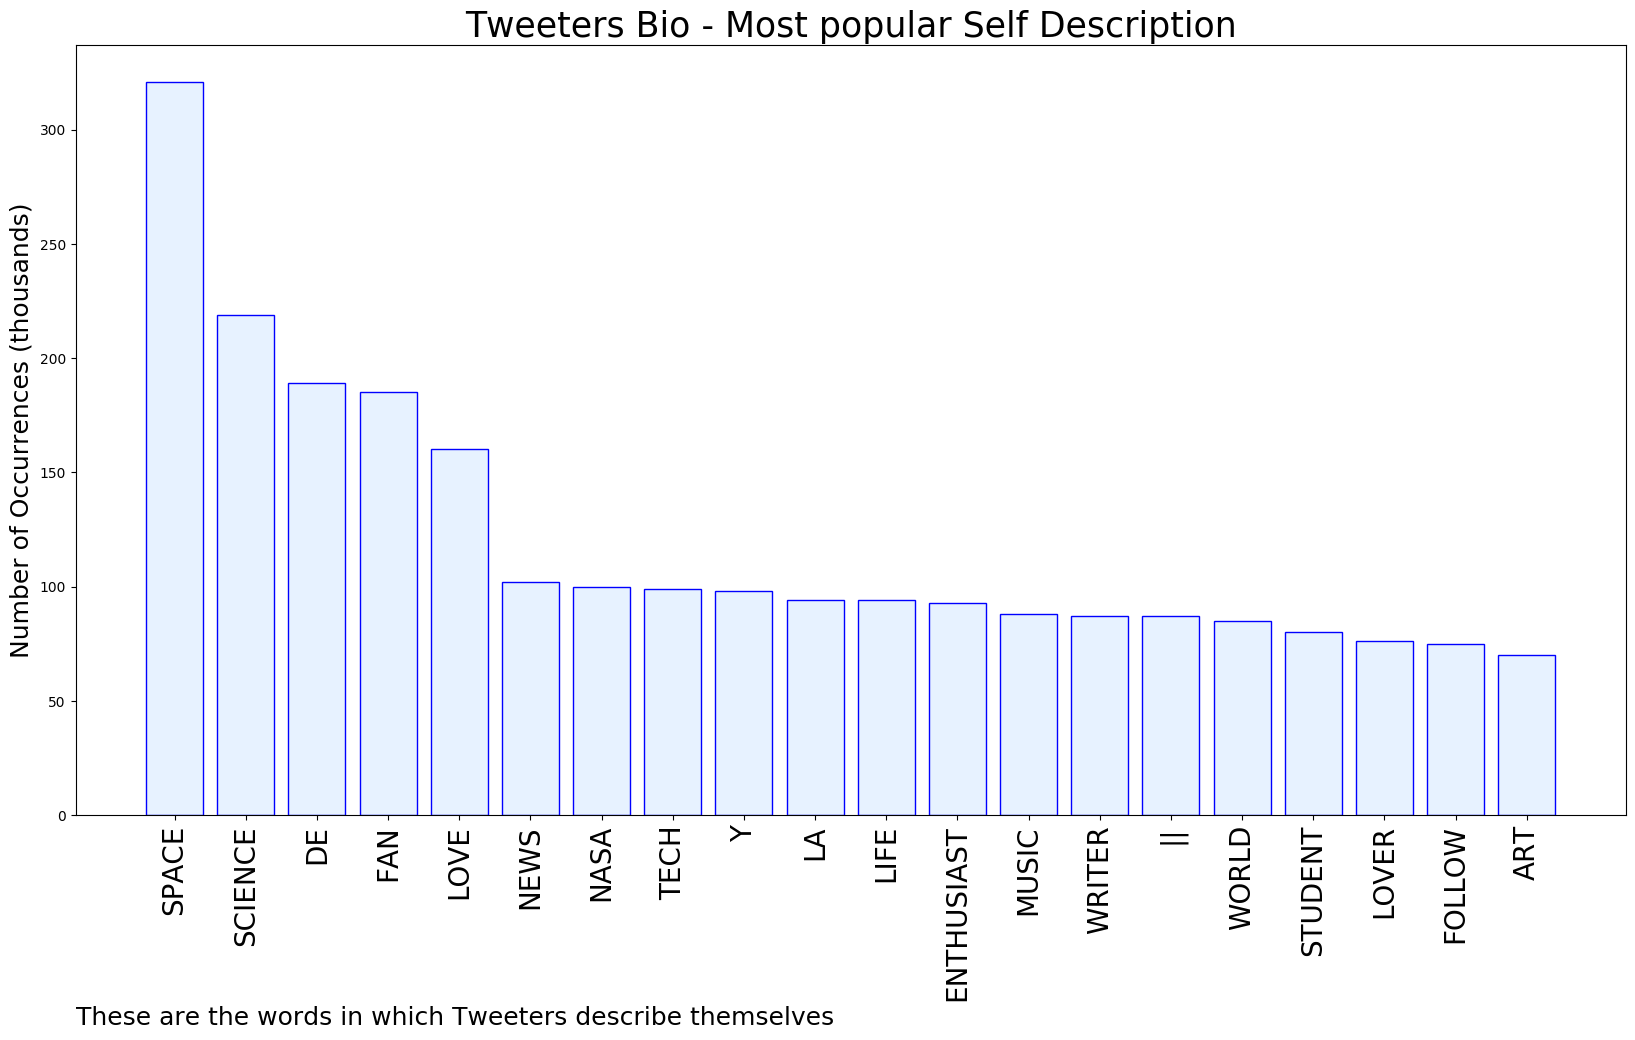 Tweeters Bio - Most popular Self Description
Number of Occurrences (thousands)
300
250
200
150
100
50
0
SPACE
SCIENCE
DE
FAN
LOVE
NEWS
NASA
TECH
Y
LA
LIFE
ENTHUSIAST
MUSIC
WRITER
||
WORLD
STUDENT
LOVER
FOLLOW
ART
These are the words in which Tweeters describe themselves